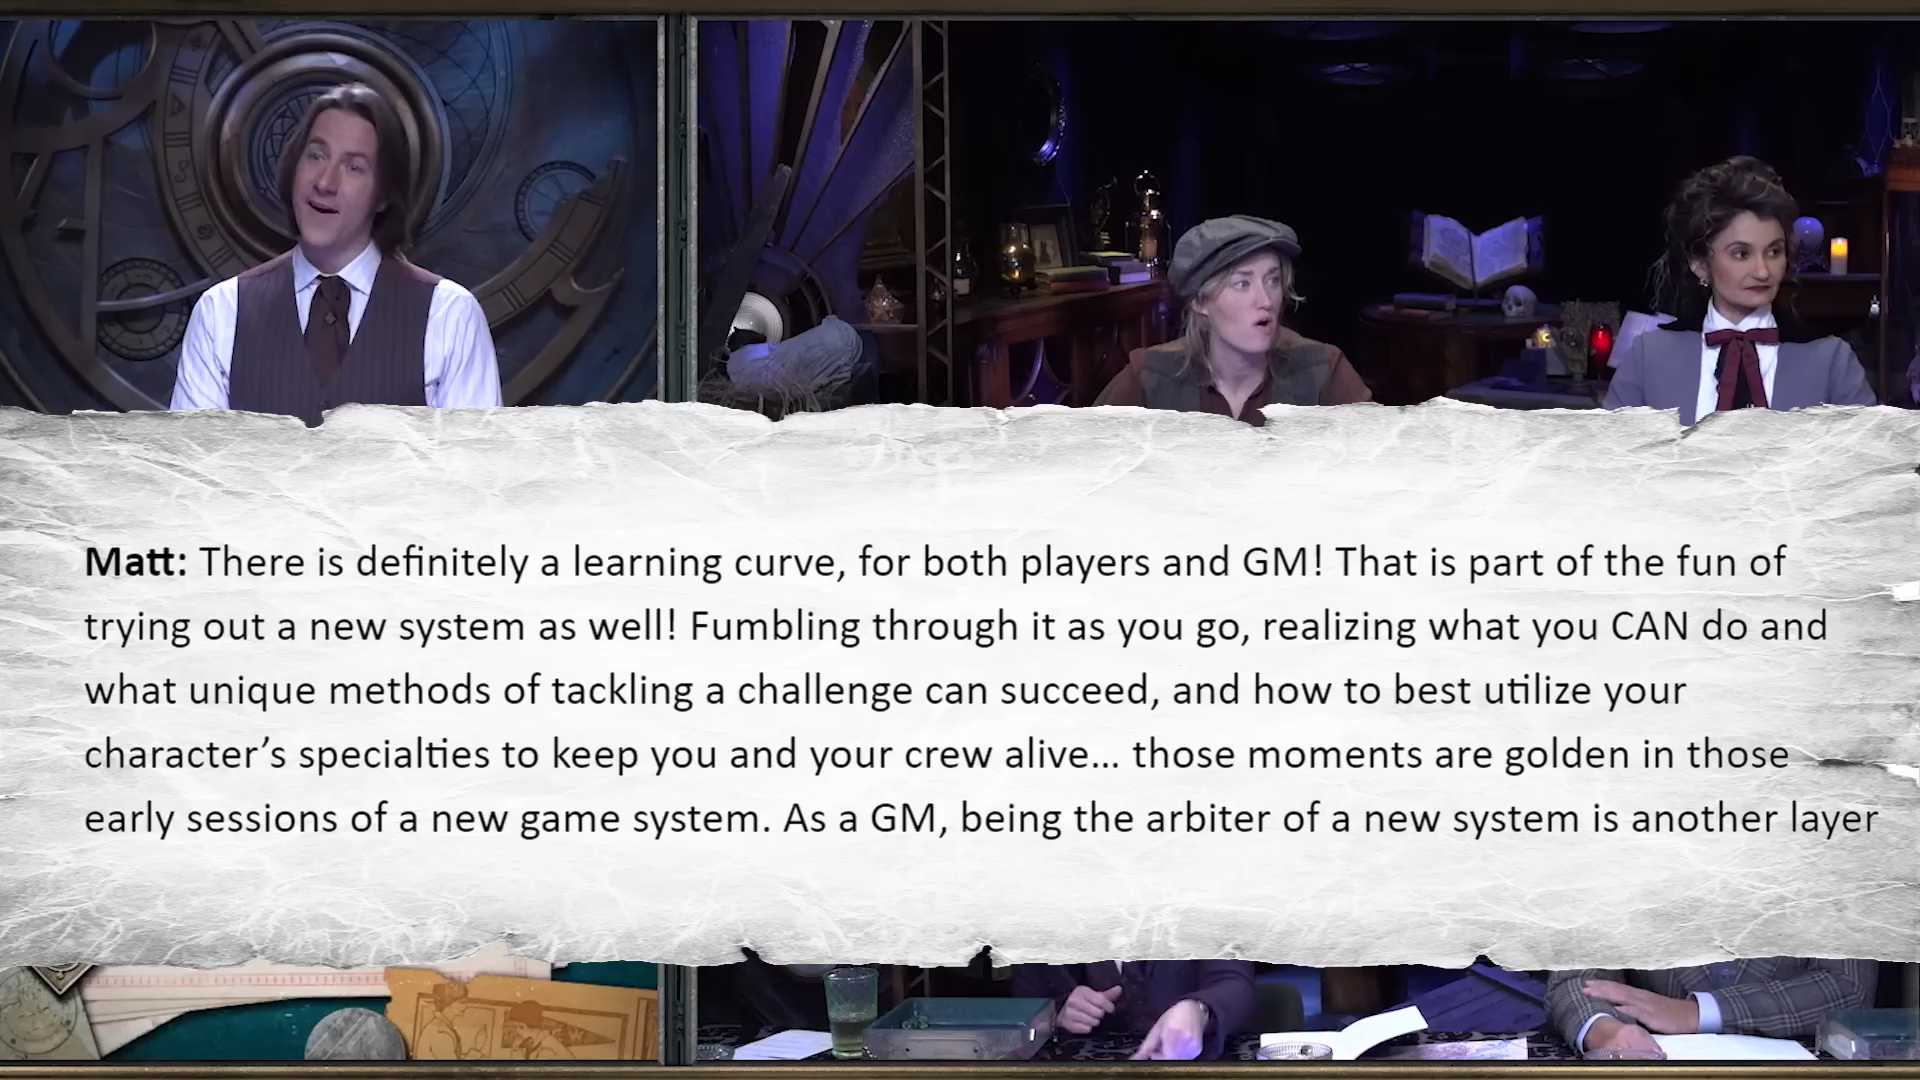 Matt: There is definitely a learning curve, for both players and GM! That is part of the fun of
trying out a new system as well! Fumbling through it as you go, realizing what you CAN do and
what unique methods of tackling a challenge can succeed, and how to best utilize your
character’s specialties to keep you and your crew alive… those moments are golden in those
early sessions of a new game system. As a GM, being the arbiter of a new system is another layer